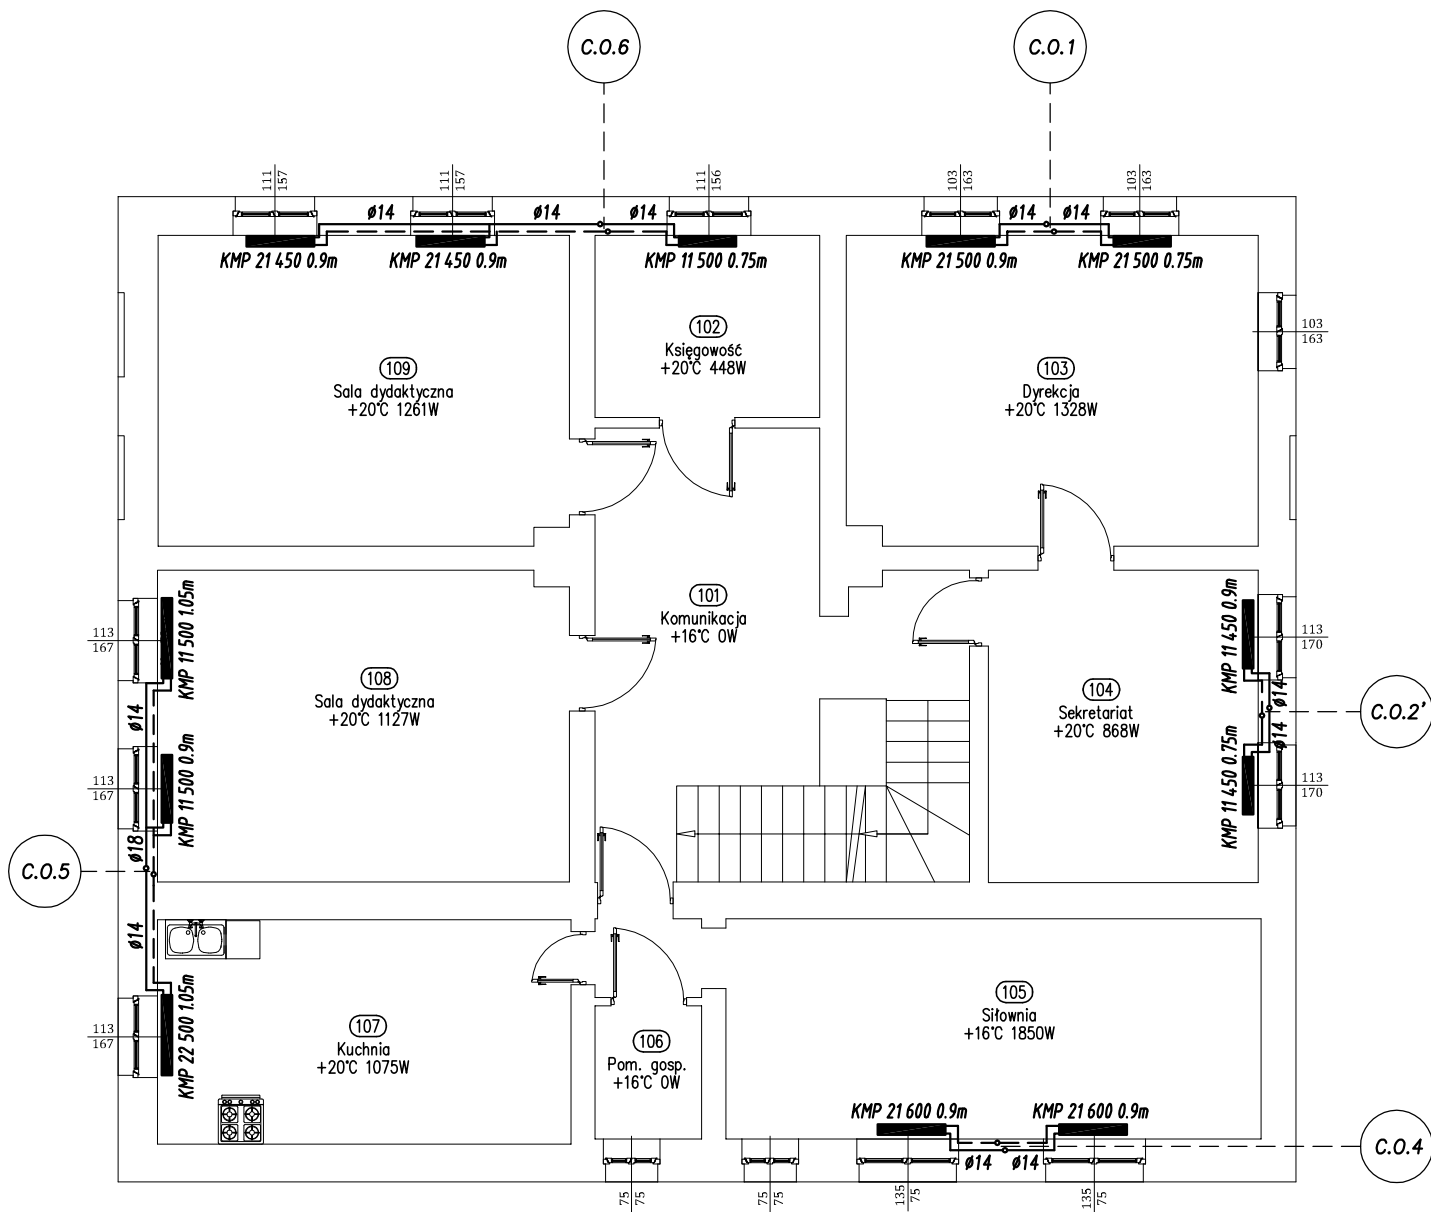 C.O.6
C.O.1
111
157
111
157
111
156
103
163
103
163
ø14
ø14
ø14
ø14
ø14
KMP 21 450 0.9m
KMP 21 450 0.9m
KMP 11 500 0.75m
KMP 21 500 0.9m
KMP 21 500 0.75m
103
163
102
Księgowość
+20°C 448W
109
Sala dydaktyczna
+20°C 1261W
103
Dyrekcja
+20°C 1328W
113
167
KMP 11 500 1.05m
101
Komunikacja
+16°C 0W
KMP 11 450 0.9m
113
170
108
Sala dydaktyczna
+20°C 1127W
104
Sekretariat
+20°C 868W
ø14
ø14
ø14
C.O.2'
113
167
KMP 11 500 0.9m
KMP 11 450 0.75m
113
170
ø18
C.O.5
ø14
113
167
KMP 22 500 1.05m
107
Kuchnia
+20°C 1075W
106
Pom. gosp.
+16°C 0W
105
Siłownia
+16°C 1850W
KMP 21 600 0.9m
KMP 21 600 0.9m
ø14
ø14
C.O.4
75
75
75
75
135
75
135
75